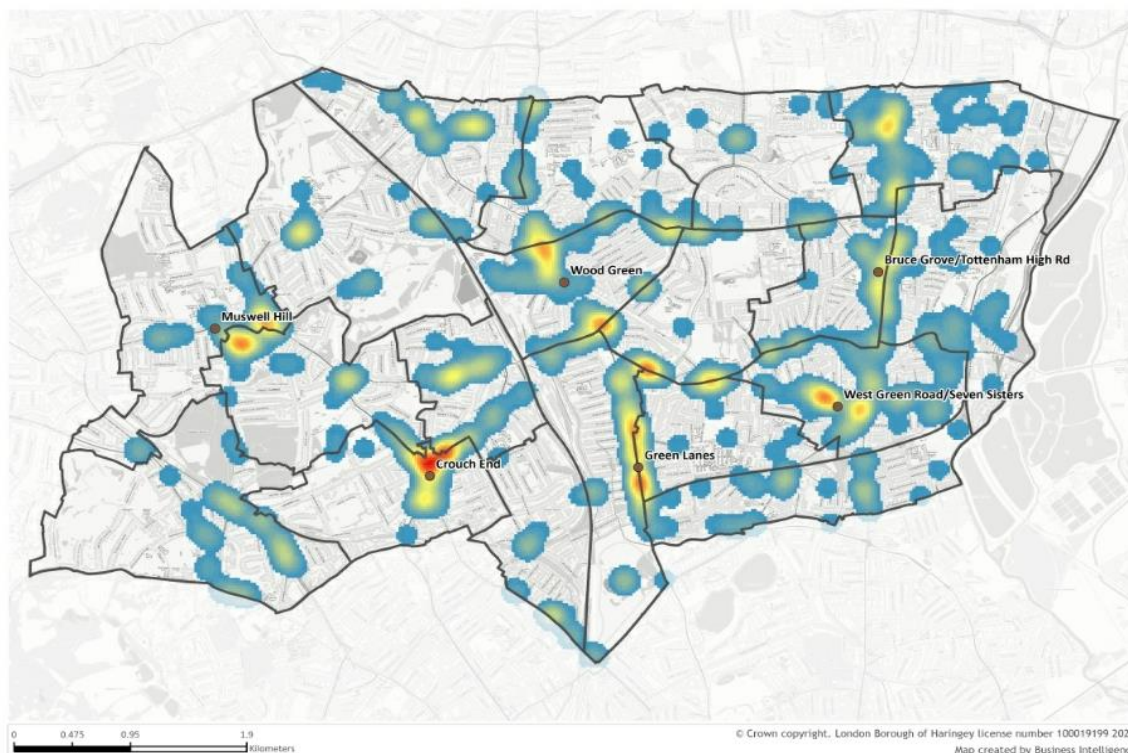 Bruce Grove/Tottenham High Rd
Wood Green
Muswell Hill
West Green Road/Seven Sisters
Green Lanes
Crouch End
0 0.475 0.95 1.9
Kilometers
© Crown copyright. London Borough of Haringey license number 100019199 202
Map created by Business Intelligenc